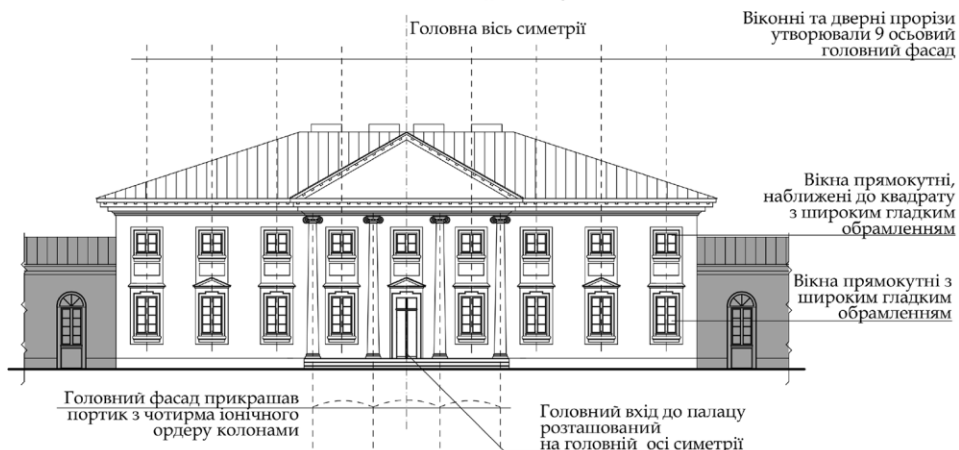 Головна вісь симетрії
Віконні та дверні прорізи
утворювали 9 осьовий
головний фасад
Вікна прямокутні,
наближені до квадрату
з широким гладким
обрамленням
Вікна прямокутні з
широким гладким
обрамленням
Головний фасад прикрашав
портик з чотирма іонічного
ордеру колонами
Головний вхід до палацу
розташований
на головній осі симетрії